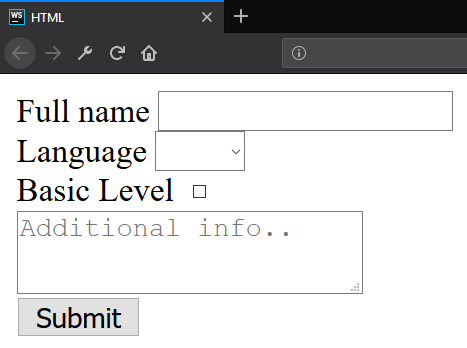 WS HTML
Full name
Language
Basic Level
Additional info..
Submit